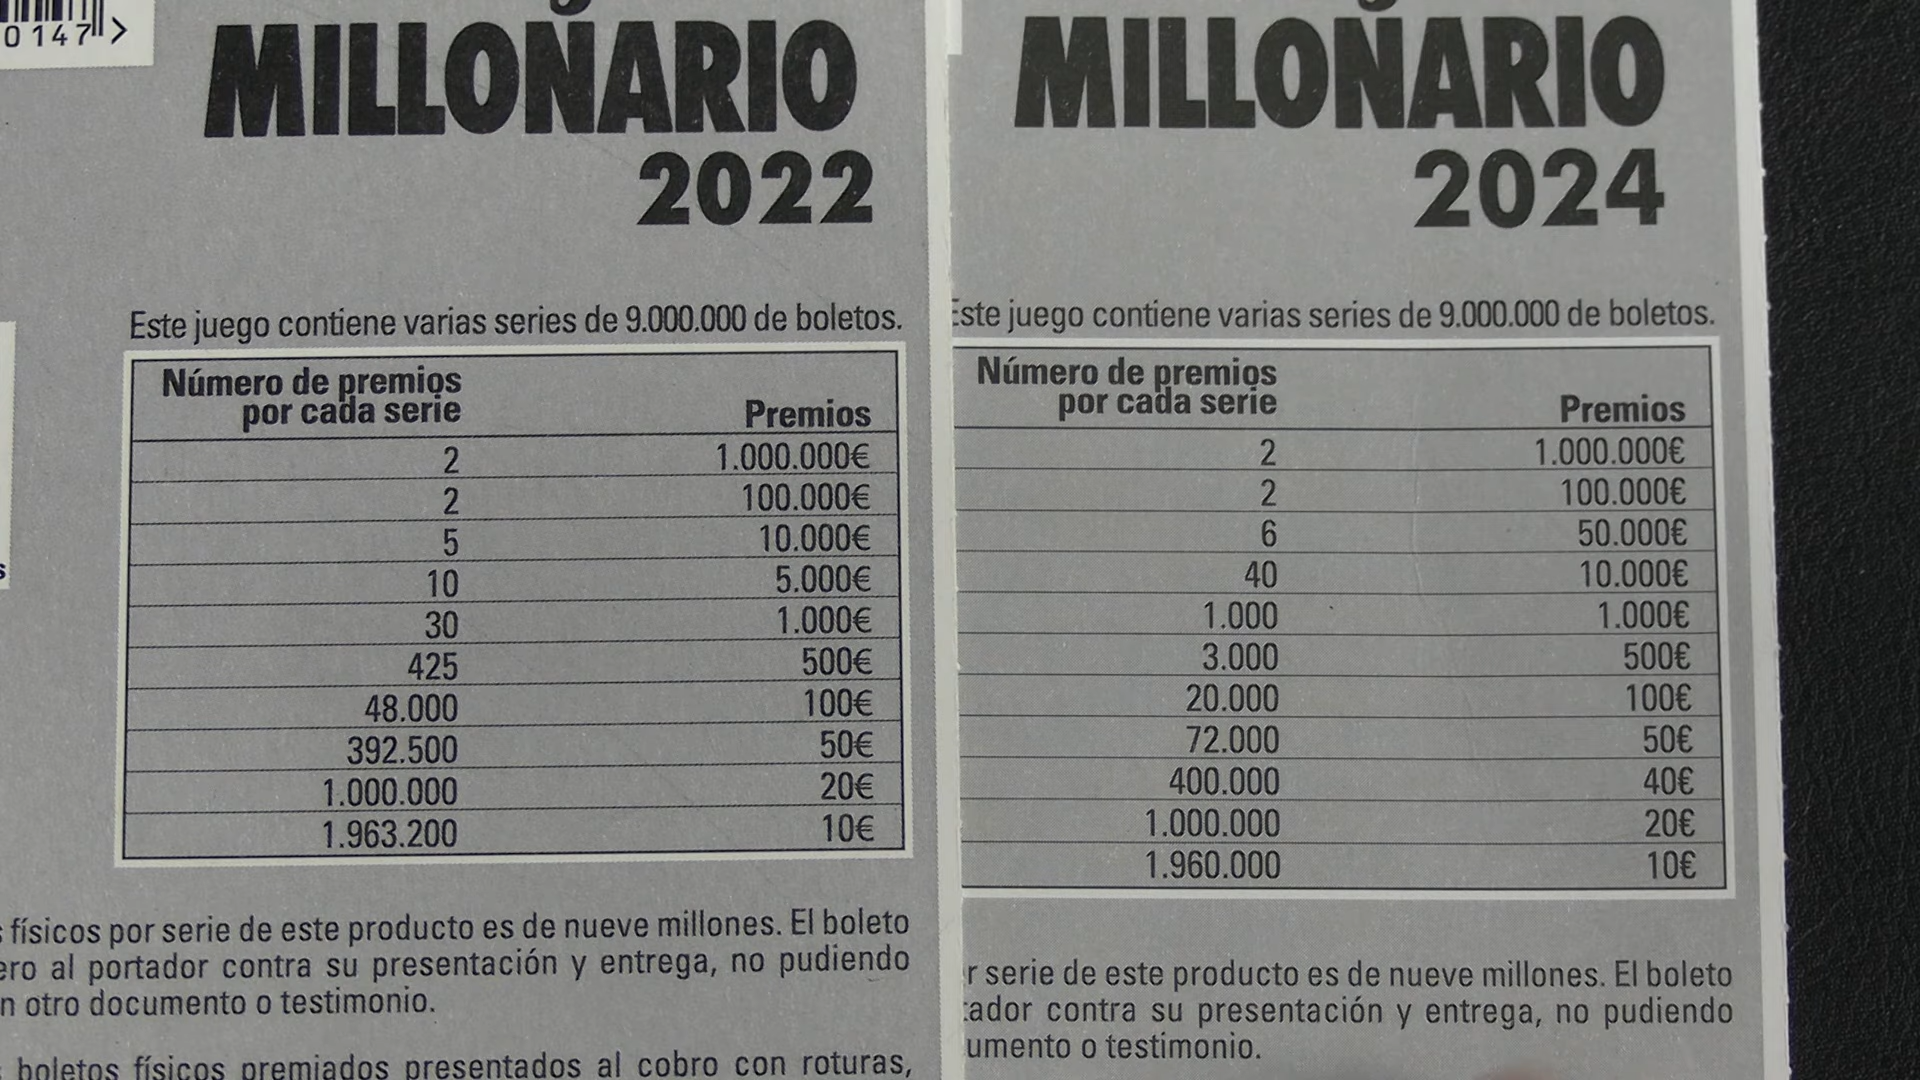 0147 >
MILLONARIO
2022
Este juego contiene varias series de 9.000.000 de boletos.
Número de premios
por cada serie Premios
2 1.000.000€
2 100.000€
5 10.000€
10 5.000€
30 1.000€
425 500€
48.000 100€
392.500 50€
1.000.000 20€
1.963.200 10€
físicos por serie de este producto es de nueve millones. El boleto
ero al portador contra su presentación y entrega, no pudiendo
n otro documento o testimonio.
boletos físicos premiados presentados al cobro con roturas,
MILLONARIO
2024
Este juego contiene varias series de 9.000.000 de boletos.
Número de premios
por cada serie Premios
2 1.000.000€
2 100.000€
6 50.000€
40 10.000€
1.000 1.000€
3.000 500€
20.000 100€
72.000 50€
400.000 40€
1.000.000 20€
1.960.000 10€
r serie de este producto es de nueve millones. El boleto
tador contra su presentación y entrega, no pudiendo
umento o testimonio.